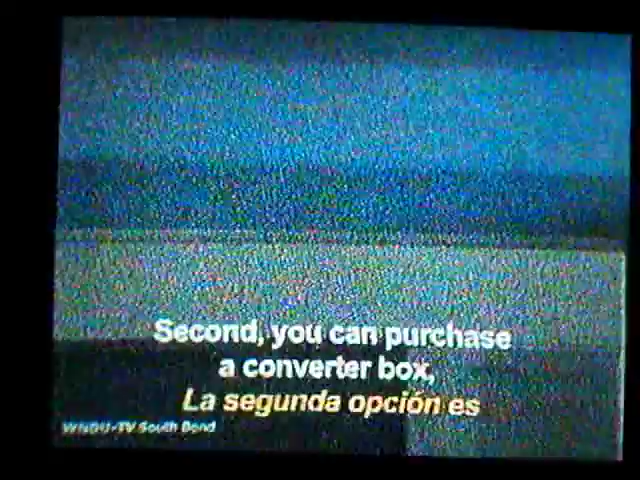 Second, you can purchase
a converter box,
La segunda opción es
WNDU-TV South Bend